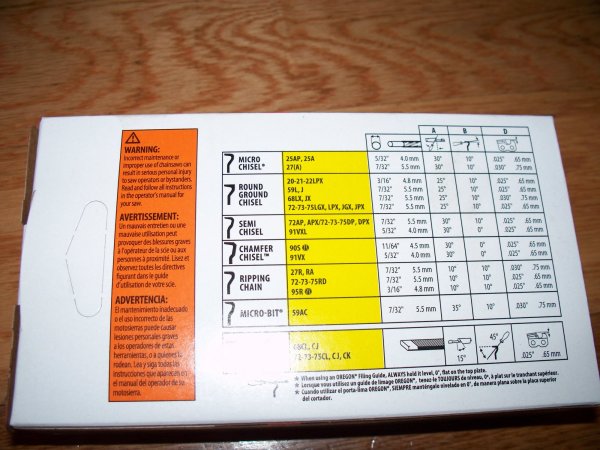 WARNING:
Incorrect maintenance or
improper use of chainsaws can
result in serious personal injury
to saw operators or bystanders.
Read and follow all instructions
in the operator's manual for
your saw.
AVERTISSEMENT:
Un mauvais entretien ou une
mauvaise utilisation peut
provoquer des blessures graves
à l'opérateur de la scie ou aux
personnes à proximité. Lisez et
observez toutes les directives
figurant dans le guide
d'utilisation de votre scie.
ADVERTENCIA:
El mantenimiento inadecuado
o el uso incorrecto de las
motosierras puede causar
lesiones personales graves
a los operadores de estas
herramientas, o a quienes la
rodean. Lea y siga todas las
instrucciones que aparecen en
el manual del operador de su
motosierra.
A B D
MICRO CHISEL®
25AP, 25A 5/32" 4.0 mm 30° 10° .025" .65 mm
27(A) 7/32" 5.5 mm 30° 10° .030" .75 mm
ROUND GROUND CHISEL
20-21-22LPX 3/16" 4.8 mm 25° 10° .025" .65 mm
59L, J 7/32" 5.5 mm 25° 10° .025" .65 mm
68LX, JX 7/32" 5.5 mm 25° 10° .025" .65 mm
72-73-75LGX, LPX, JGX, JPX 7/32" 5.5 mm 25° 10° .025" .65 mm
SEMI CHISEL
72AP, APX/72-73-75DP, DPX 7/32" 5.5 mm 30° 10° .025" .65 mm
91VXL 5/32" 4.0 mm 30° 0° .025" .65 mm
CHAMFER CHISEL™
90S 11/64" 4.5 mm 30° 0° .025" .65 mm
91VX 5/32" 4.0 mm 30° 0° .025" .65 mm
RIPPING CHAIN
27R, RA 7/32" 5.5 mm 10° 10° .030" .75 mm
72-73-75RD 7/32" 5.5 mm 10° 10° .025" .65 mm
95R 3/16" 4.8 mm 10° 0° .025" .65 mm
MICRO-BIT® 59AC 7/32" 5.5 mm 35° 10° .030" .75 mm
CJ
72-73-75CL, CJ, CK 15° 45° .025" .65 mm
★ When using an OREGON® Filing Guide, ALWAYS hold it level, 0°, flat on the top plate.
★ Lorsque vous utilisez un guide de limage OREGON®, tenez-le TOUJOURS de niveau, 0°, à plat sur le tranchant supérieur.
★ Cuando utilizar el porta-lima OREGON®, SIEMPRE manténgalo nivelado en 0°, de manera plana sobre la placa superior
del cortador.